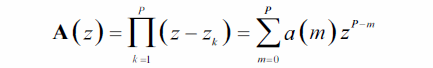 A(z) = ∏_{k=1}^{P} (z − z_k) = ∑_{m=0}^{P} a(m) z^{P−m}